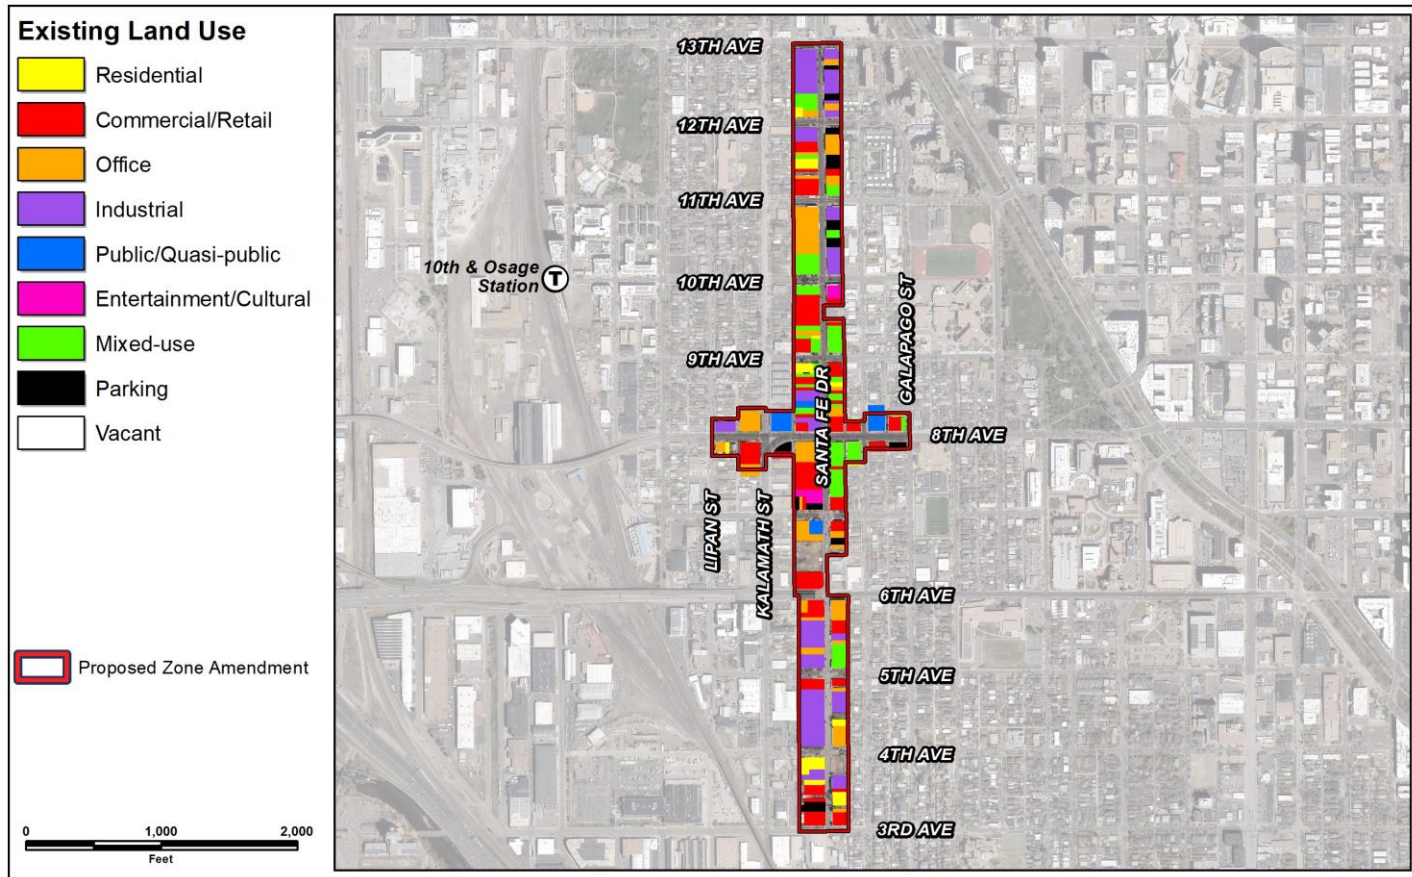 Existing Land Use
Residential
Commercial/Retail
Office
Industrial
Public/Quasi-public
Entertainment/Cultural
Mixed-use
Parking
Vacant
Proposed Zone Amendment
0 1,000 2,000
Feet
13TH AVE
12TH AVE
11TH AVE
10th & Osage
Station
T
10TH AVE
GALAPAGO ST
9TH AVE
SANTA FE DR
8TH AVE
LIPAN ST
KALAMATH ST
6TH AVE
5TH AVE
4TH AVE
3RD AVE